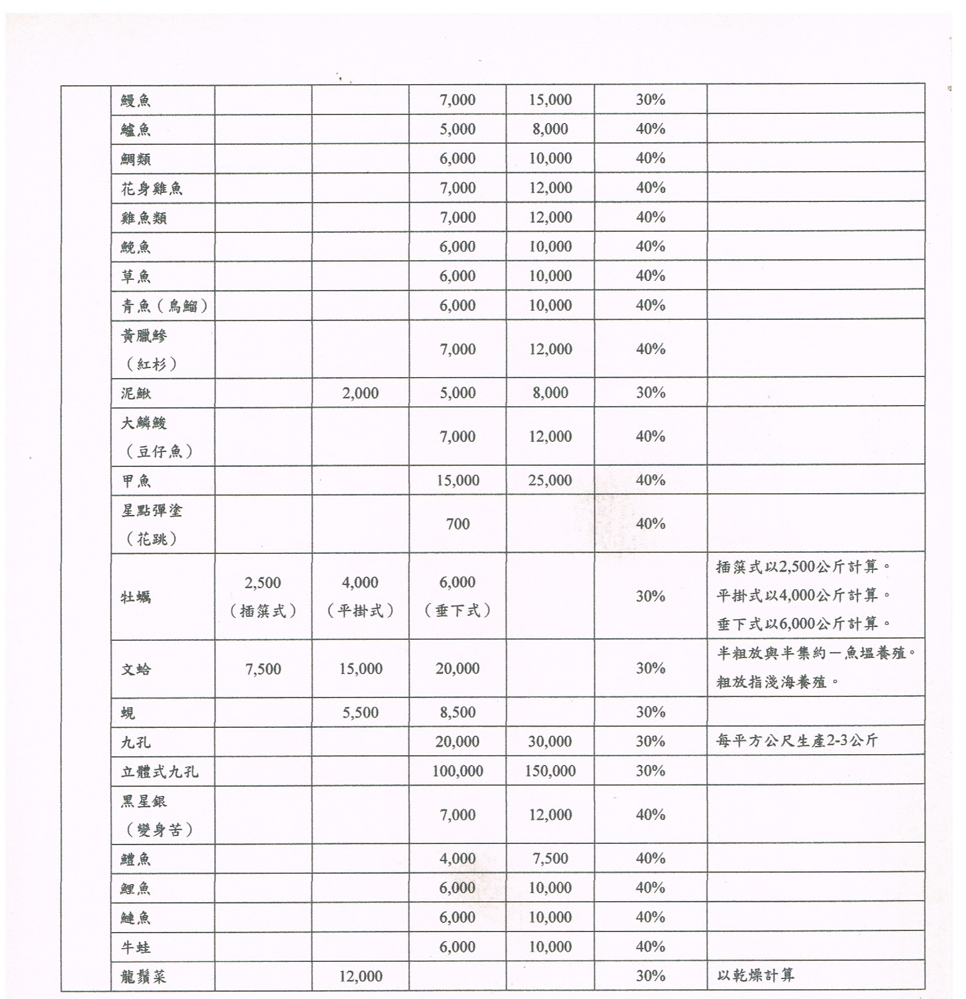 鰻魚 7,000 15,000 30%
鱸魚 5,000 8,000 40%
鯛類 6,000 10,000 40%
花身雞魚 7,000 12,000 40%
雞魚類 7,000 12,000 40%
鮸魚 6,000 10,000 40%
草魚 6,000 10,000 40%
青魚（鳥鰡） 6,000 10,000 40%
黃臘鰺
（紅杉） 7,000 12,000 40%
泥鰍 2,000 5,000 8,000 30%
大鱗鮻
（豆仔魚） 7,000 12,000 40%
甲魚 15,000 25,000 40%
星點彈塗
（花跳） 700 40%
牡蠣 2,500 4,000 6,000 30%
（插篊式） （平掛式） （垂下式）
插篊式以2,500公斤計算。
平掛式以4,000公斤計算。
垂下式以6,000公斤計算。
文蛤 7,500 15,000 20,000 30%
半粗放與半集約－魚塭養殖。
粗放指淺海養殖。
蜆 5,500 8,500 30%
九孔 20,000 30,000 30% 每平方公尺生產2-3公斤
立體式九孔 100,000 150,000 30%
黑星銀
（變身苦） 7,000 12,000 40%
鱧魚 4,000 7,500 40%
鯉魚 6,000 10,000 40%
鰱魚 6,000 10,000 40%
牛蛙 6,000 10,000 40%
龍鬚菜 12,000 30% 以乾燥計算